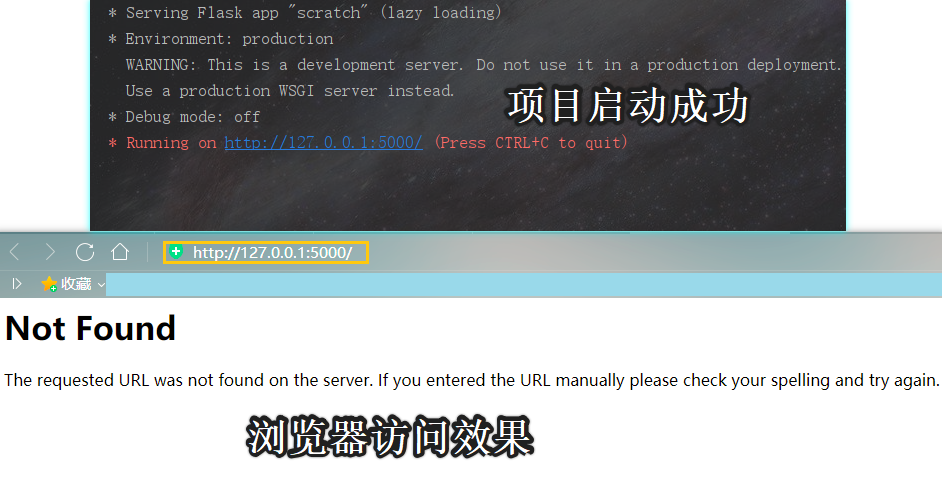 * Serving Flask app "scratch" (lazy loading)
* Environment: production
WARNING: This is a development server. Do not use it in a production deployment.
Use a production WSGI server instead.
* Debug mode: off
* Running on http://127.0.0.1:5000/ (Press CTRL+C to quit)
项目启动成功
http://127.0.0.1:5000/
收藏
Not Found
The requested URL was not found on the server. If you entered the URL manually please check your spelling and try again.
浏览器访问效果